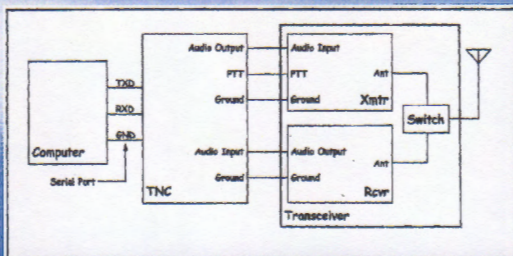 Computer
TXD
RXD
GND
Serial Port
TNC
Audio Output
PTT
Ground
Audio Input
Ground
Audio Input
PTT
Ground
Ant
Xmtr
Audio Output
Ground
Ant
Rcvr
Transceiver
Switch